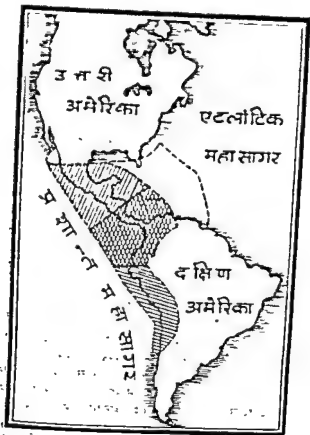 उत्तरी
अमेरिका
एटलांटिक
महासागर
प्रशान्त महासागर
दक्षिण
अमेरिका